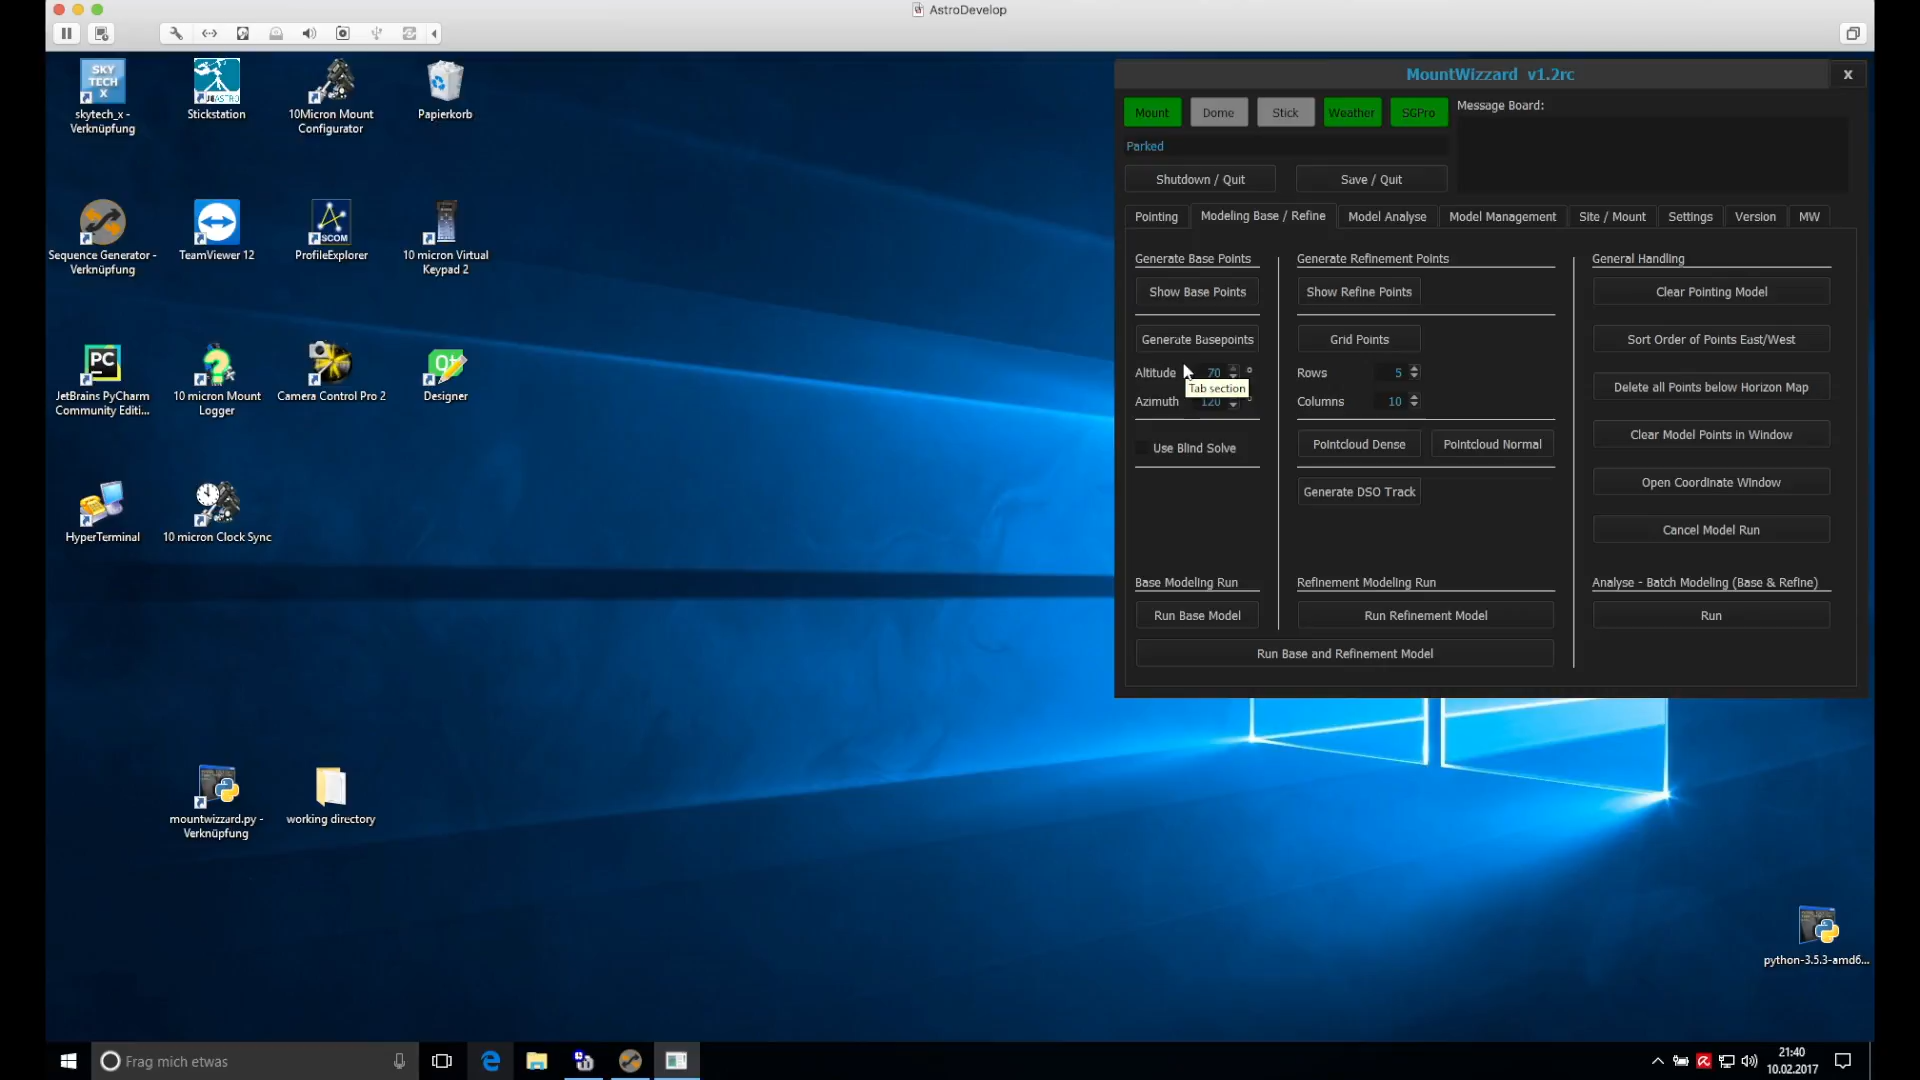 AstroDevelop
SKY
TECH
X
skytech_x -
Verknüpfung
Stickstation
10Micron Mount
Configurator
Papierkorb
Sequence Generator -
Verknüpfung
TeamViewer 12
SCOM
ProfileExplorer
10 micron Virtual
Keypad 2
PC
JetBrains PyCharm
Community Editi...
10 micron Mount
Logger
Camera Control Pro 2
Qt
Designer
HyperTerminal
10 micron Clock Sync
mountwizzard.py -
Verknüpfung
working directory
python-3.5.3-amd6...
MountWizzard v1.2rc
x
Mount
Dome
Stick
Weather
SGPro
Message Board:
Parked
Shutdown / Quit
Save / Quit
Pointing
Modeling Base / Refine
Model Analyse
Model Management
Site / Mount
Settings
Version
MW
Generate Base Points
Show Base Points
Generate Basepoints
Altitude 70 °
Tab section
Azimuth 120 °
Use Blind Solve
Base Modeling Run
Run Base Model
Generate Refinement Points
Show Refine Points
Grid Points
Rows 5
Columns 10
Pointcloud Dense
Pointcloud Normal
Generate DSO Track
Refinement Modeling Run
Run Refinement Model
Run Base and Refinement Model
General Handling
Clear Pointing Model
Sort Order of Points East/West
Delete all Points below Horizon Map
Clear Model Points in Window
Open Coordinate Window
Cancel Model Run
Analyse - Batch Modeling (Base & Refine)
Run
Frag mich etwas
21:40
10.02.2017